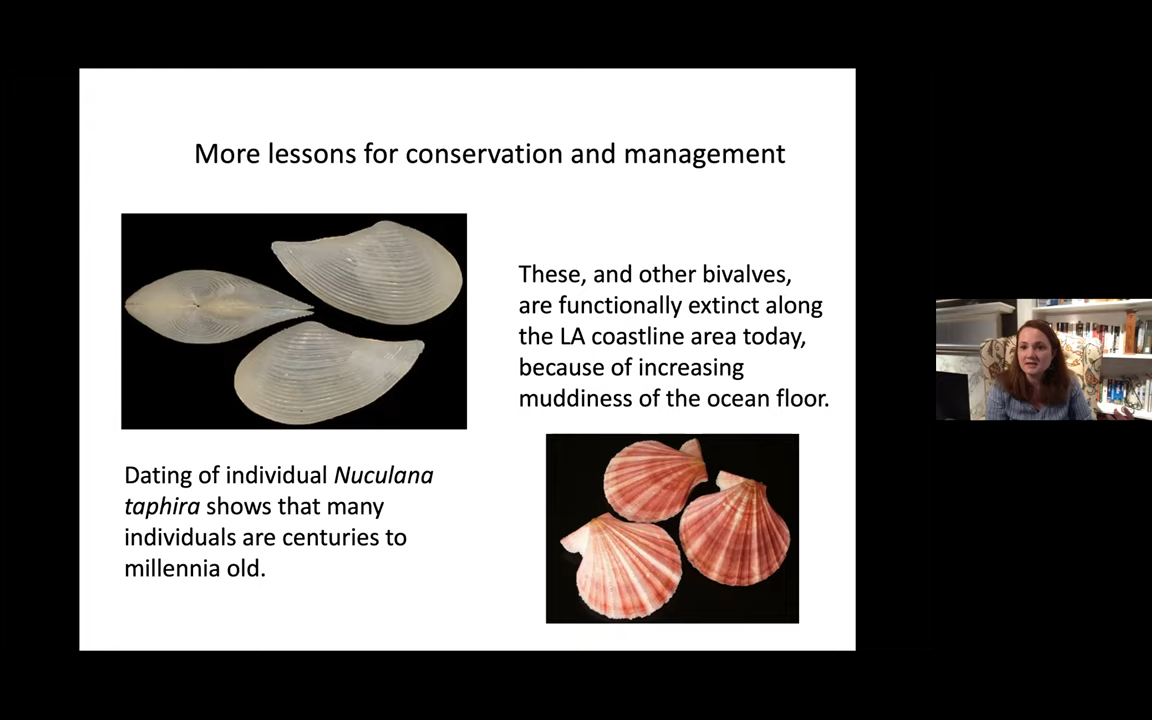 More lessons for conservation and management
These, and other bivalves,
are functionally extinct along
the LA coastline area today,
because of increasing
muddiness of the ocean floor.
Dating of individual Nuculana
taphira shows that many
individuals are centuries to
millennia old.